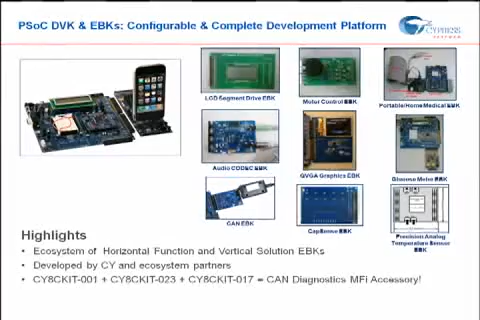 PSoC DVK & EBKs: Configurable & Complete Development Platform
CYPRESS
PERFORM
LCD Segment Drive EBK
Motor Control EBK
Portable/Home Medical EBK
Audio CODEC EBK
QVGA Graphics EBK
Glucose Meter EBK
CAN EBK
CapSense EBK
Precision Analog
Temperature Sensor
EBK
Highlights
• Ecosystem of Horizontal Function and Vertical Solution EBKs
• Developed by CY and ecosystem partners
• CY8CKIT-001 + CY8CKIT-023 + CY8CKIT-017 = CAN Diagnostics MFi Accessory!